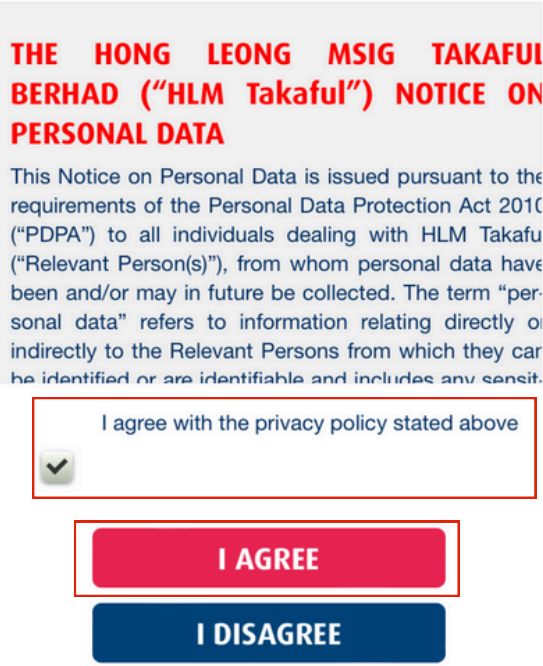 THE HONG LEONG MSIG TAKAFUL
BERHAD (“HLM Takaful”) NOTICE ON
PERSONAL DATA
This Notice on Personal Data is issued pursuant to the
requirements of the Personal Data Protection Act 2010
(“PDPA”) to all individuals dealing with HLM Takafu
(“Relevant Person(s)”), from whom personal data have
been and/or may in future be collected. The term “per-
sonal data” refers to information relating directly or
indirectly to the Relevant Persons from which they can
be identified or are identifiable and includes any sensit-
I agree with the privacy policy stated above
I AGREE
I DISAGREE